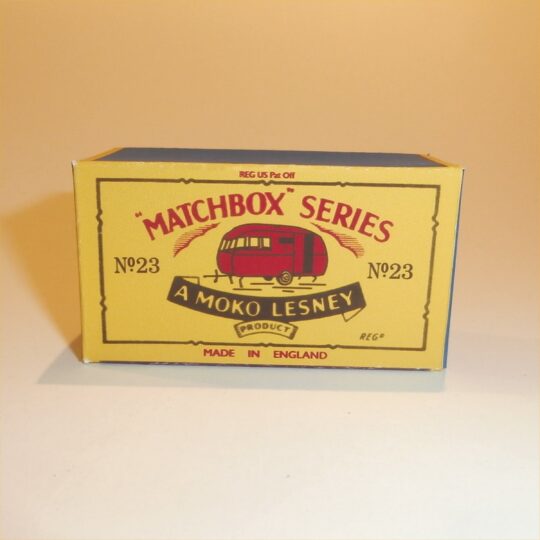 REG US Pat Off
"MATCHBOX" SERIES
No23 No23
A MOKO LESNEY
PRODUCT
REGD
MADE IN ENGLAND